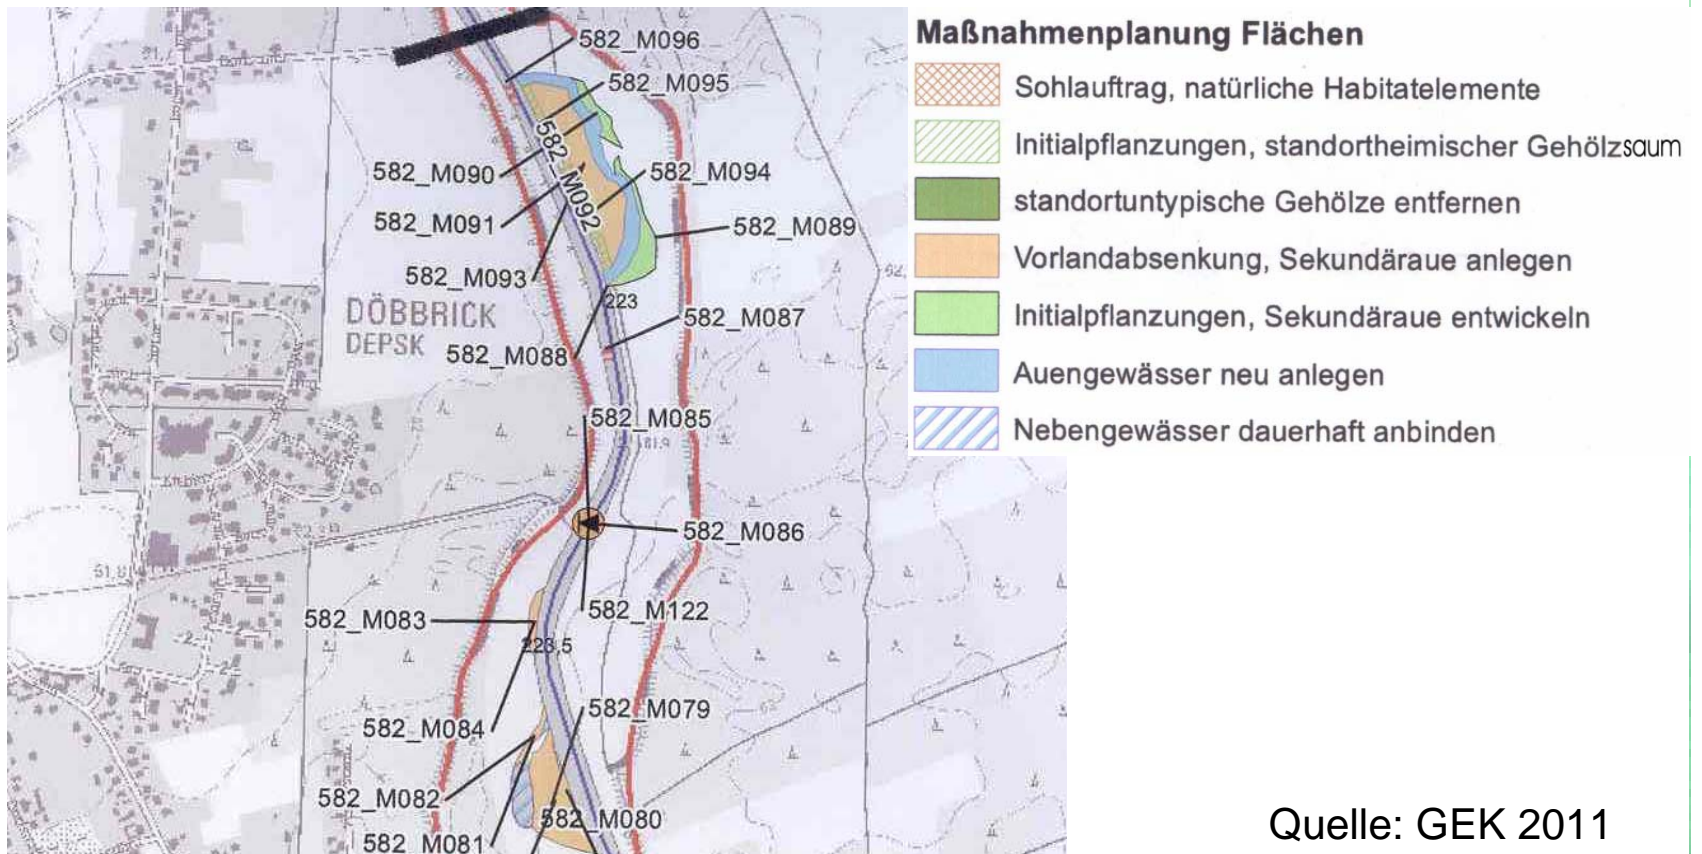 582_M096
582_M095
582_M092
582_M090
582_M094
582_M091
582_M089
582_M093
DÖBBRICK
DEPSK
223
582_M087
582_M088
582_M085
81,9
582_M086
582_M083
582_M122
223,5
582_M084
582_M079
582_M082
582_M080
582_M081
Maßnahmenplanung Flächen
Sohlauftrag, natürliche Habitatelemente
Initialpflanzungen, standortheimischer Gehölzsaum
standortuntypische Gehölze entfernen
Vorlandabsenkung, Sekundäraue anlegen
Initialpflanzungen, Sekundäraue entwickeln
Auengewässer neu anlegen
Nebengewässer dauerhaft anbinden
Quelle: GEK 2011